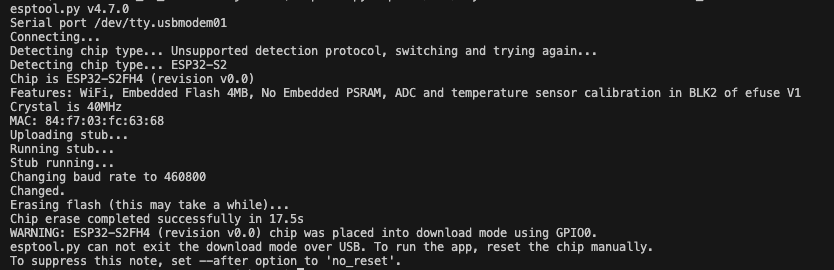 esptool.py v4.7.0
Serial port /dev/tty.usbmodem01
Connecting...
Detecting chip type... Unsupported detection protocol, switching and trying again...
Detecting chip type... ESP32-S2
Chip is ESP32-S2FH4 (revision v0.0)
Features: WiFi, Embedded Flash 4MB, No Embedded PSRAM, ADC and temperature sensor calibration in BLK2 of efuse V1
Crystal is 40MHz
MAC: 84:f7:03:fc:63:68
Uploading stub...
Running stub...
Stub running...
Changing baud rate to 460800
Changed.
Erasing flash (this may take a while)...
Chip erase completed successfully in 17.5s
WARNING: ESP32-S2FH4 (revision v0.0) chip was placed into download mode using GPIO0.
esptool.py can not exit the download mode over USB. To run the app, reset the chip manually.
To suppress this note, set --after option to 'no_reset'.